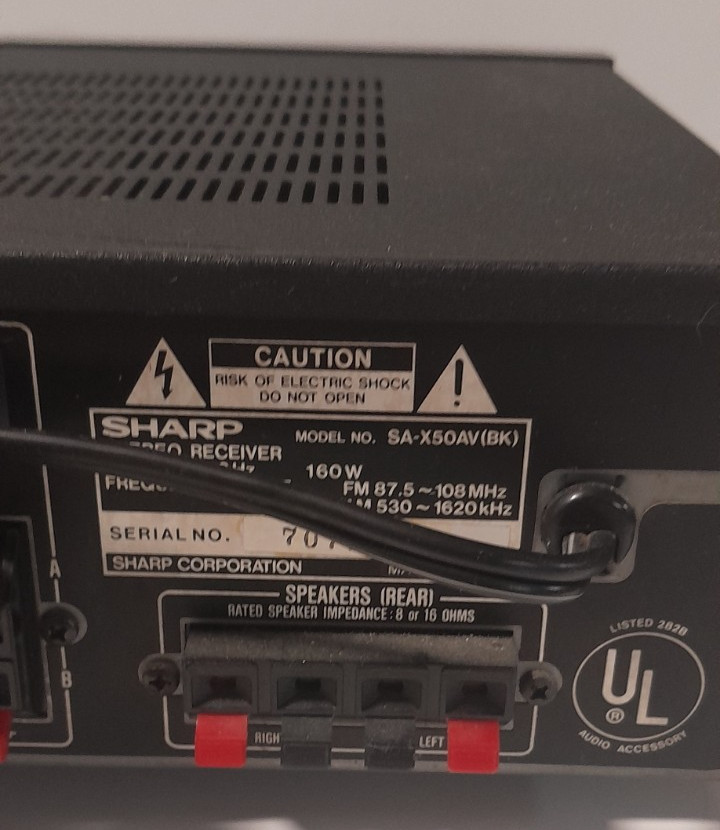 CAUTION
RISK OF ELECTRIC SHOCK
DO NOT OPEN
SHARP
MODEL NO. SA-X50AV(BK)
RECEIVER
160W
FM 87.5~108MHz
530~1620kHz
SERIAL NO.
SHARP CORPORATION
SPEAKERS (REAR)
RATED SPEAKER IMPEDANCE: 8 or 16 OHMS
A
B
LEFT
LISTED 282B
UL
®
AUDIO ACCESSORY